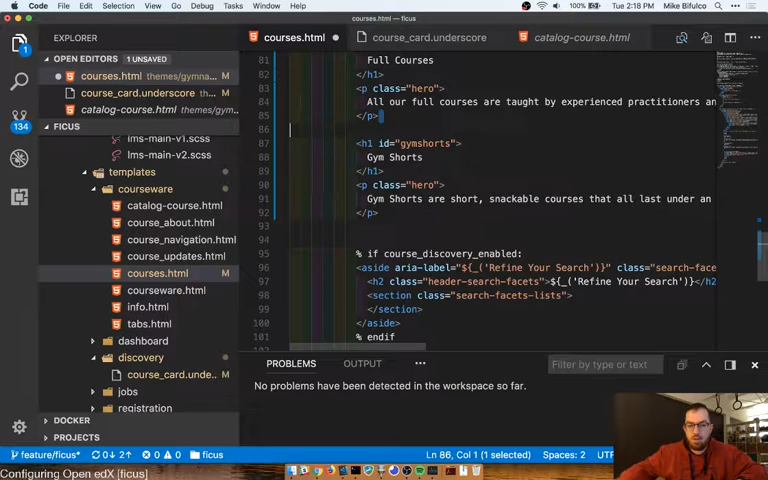 Code File Edit Selection View Go Debug Tasks Window Help
100% Tue 2:18 PM Mike Bifulco
courses.html — ficus
EXPLORER
courses.html course_card.underscore catalog-course.html
OPEN EDITORS 1 UNSAVED
courses.html themes/gymna... M
course_card.underscore M
catalog-course.html themes/gym...
FICUS
lms-main-v1.scss
lms-main-v2.scss
templates
courseware
catalog-course.html
course_about.html
course_navigation.html
course_updates.html
courses.html M
courseware.html
info.html
tabs.html
dashboard
discovery
course_card.unde... M
jobs
registration
DOCKER
PROJECTS
1
134
81 Full Courses
82 </h1>
83 <p class="hero">
84 All our full courses are taught by experienced practitioners an
85 </p>
86
87 <h1 id="gymshorts">
88 Gym Shorts
89 </h1>
90 <p class="hero">
91 Gym Shorts are short, snackable courses that all last under an
92 </p>
93
94
95 % if course_discovery_enabled:
96 <aside aria-label="${_('Refine Your Search')}" class="search-face
97 <h2 class="header-search-facets">${_('Refine Your Search')}</h2
98 <section class="search-facets-lists">
99 </section>
100 </aside>
101 % endif
PROBLEMS OUTPUT ••• Filter by type or text
No problems have been detected in the workspace so far.
feature/ficus* 0↓ 2↑ 0 0 ficus Ln 86, Col 1 (1 selected) Spaces: 2
Configuring Open edX [ficus]